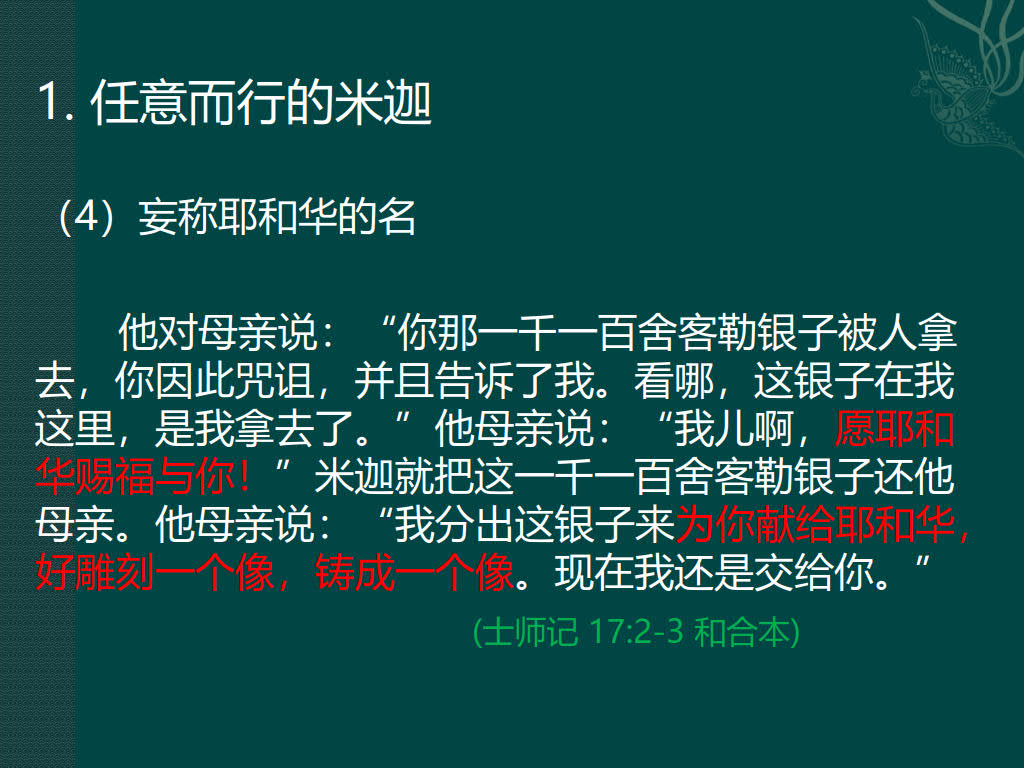 1. 任意而行的米迦
（4）妄称耶和华的名
他对母亲说：“你那一千一百舍客勒银子被人拿
去，你因此咒诅，并且告诉了我。看哪，这银子在我
这里，是我拿去了。”他母亲说：“我儿啊，愿耶和
华赐福与你！”米迦就把这一千一百舍客勒银子还他
母亲。他母亲说：“我分出这银子来为你献给耶和华，
好雕刻一个像，铸成一个像。现在我还是交给你。”
(士师记 17:2-3 和合本)